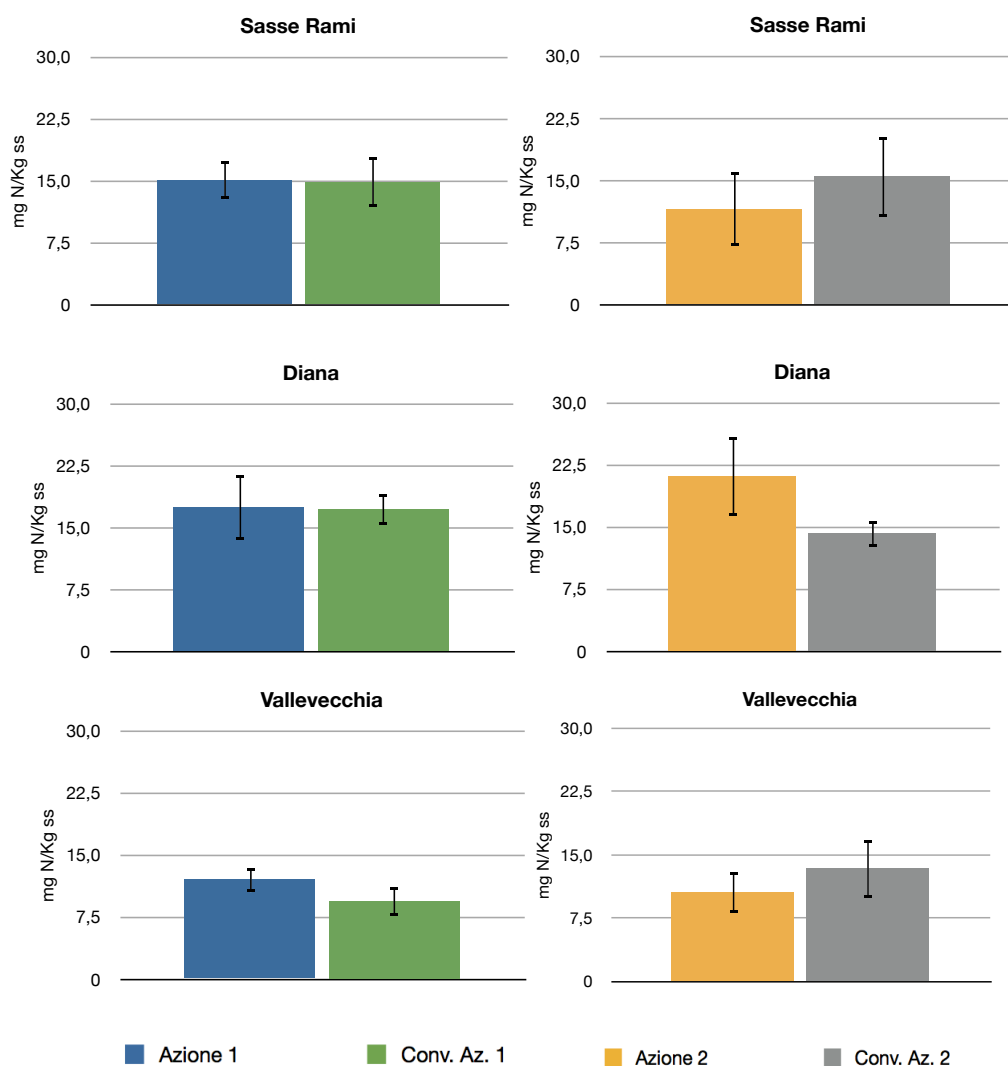 Sasse Rami
30,0
22,5
15,0
7,5
0
mg N/Kg ss
Sasse Rami
30,0
22,5
15,0
7,5
0
mg N/Kg ss
Diana
30,0
22,5
15,0
7,5
0
mg N/Kg ss
Diana
30,0
22,5
15,0
7,5
0
mg N/Kg ss
Vallevecchia
30,0
22,5
15,0
7,5
0
mg N/Kg ss
Vallevecchia
30,0
22,5
15,0
7,5
0
mg N/Kg ss
Azione 1
Conv. Az. 1
Azione 2
Conv. Az. 2